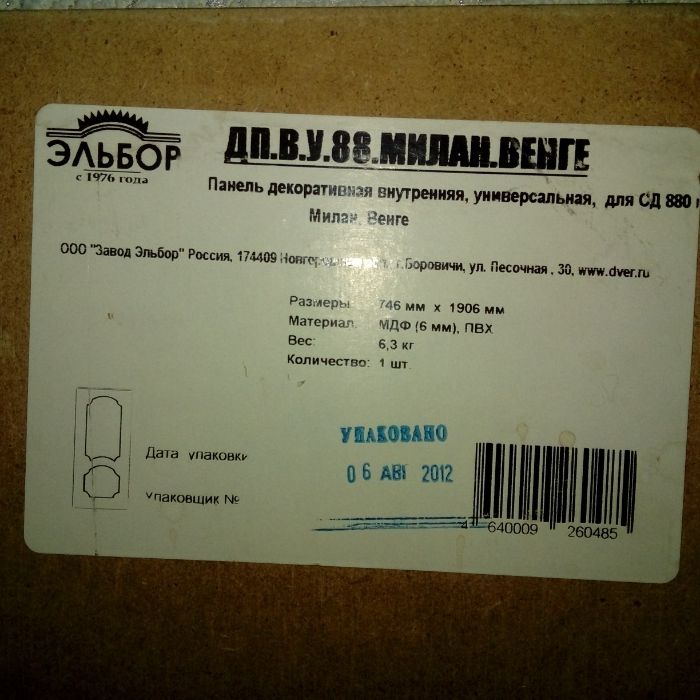 ЭЛЬБОР
с 1976 года
ДП.В.У.88.МИЛАН.ВЕНГЕ
Панель декоративная внутренняя, универсальная, для СД 880
Милан, Венге
ООО "Завод Эльбор" Россия, 174409 г.Боровичи, ул. Песочная , 30, www.dver.ru
Размеры 746 мм х 1906 мм
Материал МДФ (6 мм), ПВХ
Вес: 6,3 кг
Количество: 1 шт.
УПАКОВАНО
Дата упаковки
06 АВГ 2012
Упаковщик №
4 640009 260485